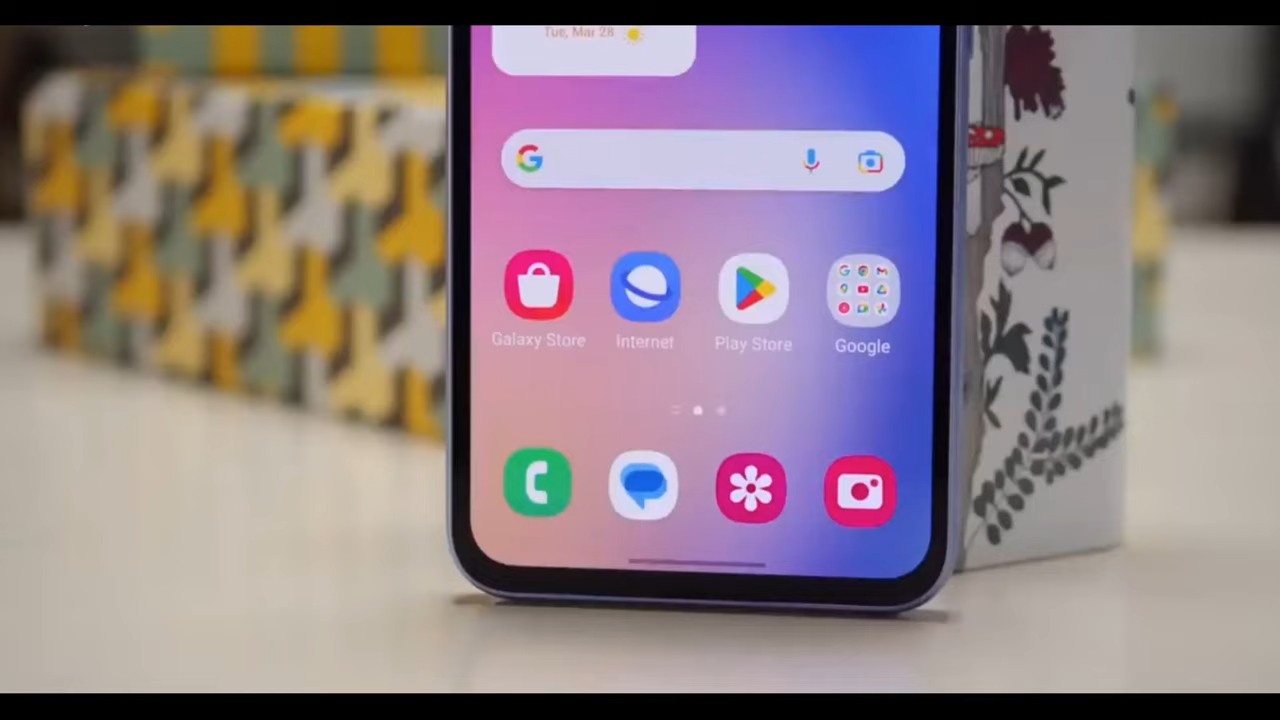 Tue, Mar 28
Galaxy Store
Internet
Play Store
Google